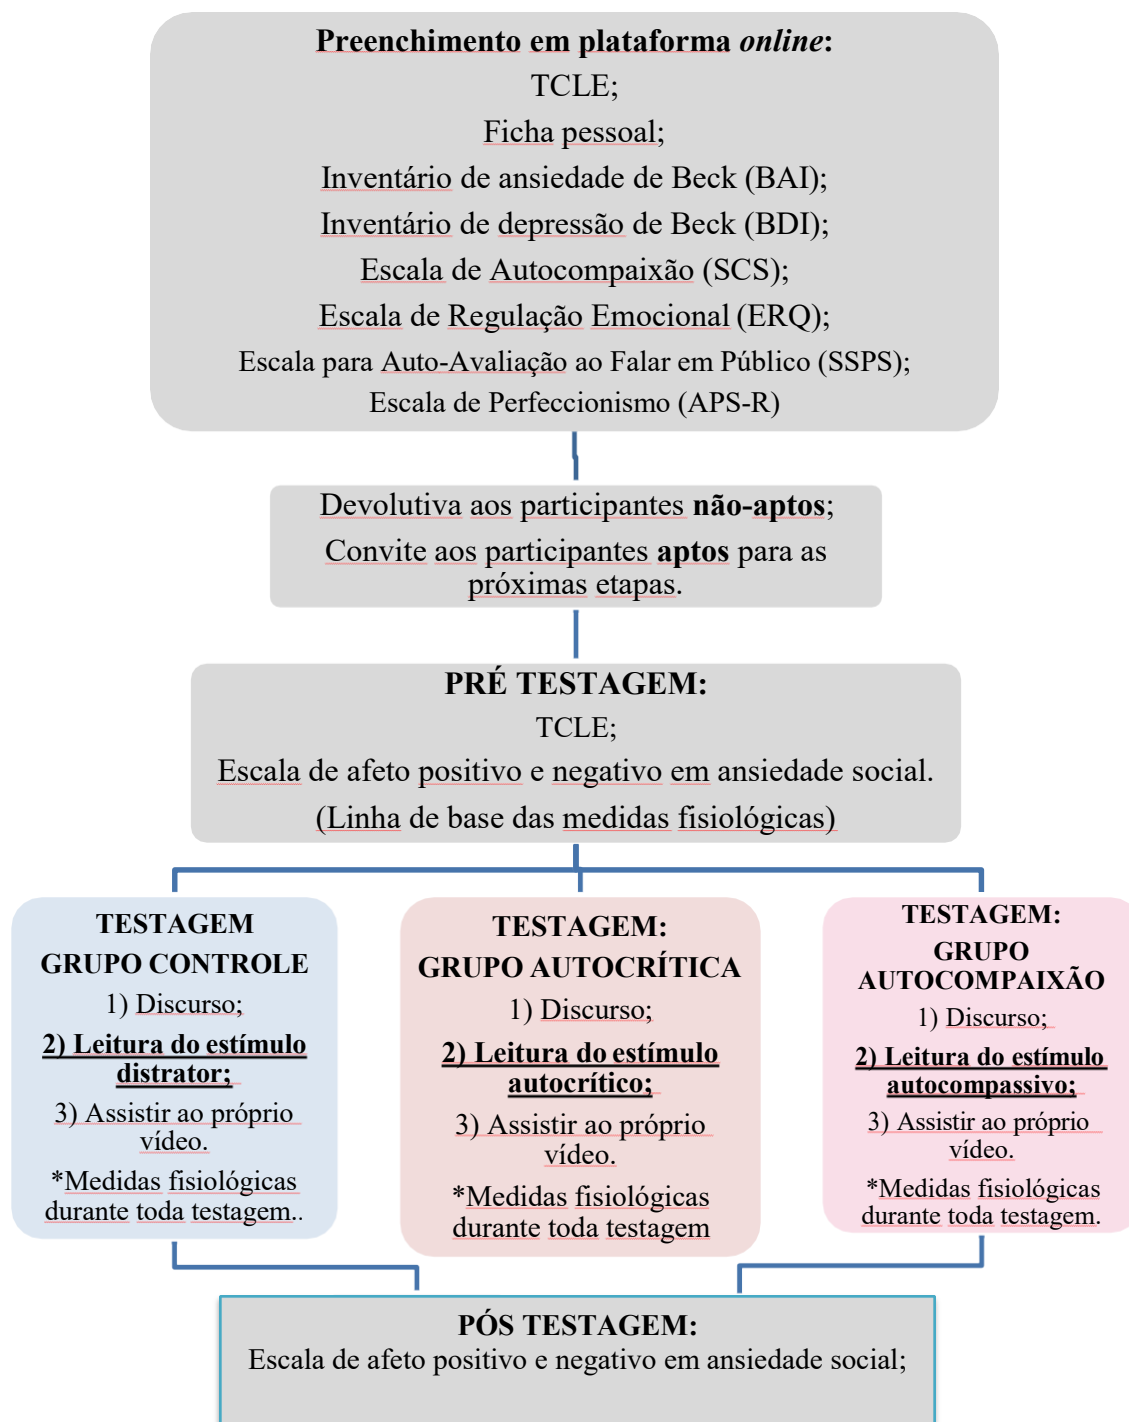 Preenchimento em plataforma online:
TCLE;
Ficha pessoal;
Inventário de ansiedade de Beck (BAI);
Inventário de depressão de Beck (BDI);
Escala de Autocompaixão (SCS);
Escala de Regulação Emocional (ERQ);
Escala para Auto-Avaliação ao Falar em Público (SSPS);
Escala de Perfeccionismo (APS-R)
Devolutiva aos participantes não-aptos;
Convite aos participantes aptos para as
próximas etapas.
PRÉ TESTAGEM:
TCLE;
Escala de afeto positivo e negativo em ansiedade social.
(Linha de base das medidas fisiológicas)
TESTAGEM
GRUPO CONTROLE
1) Discurso;
2) Leitura do estímulo
distrator;
3) Assistir ao próprio
vídeo.
*Medidas fisiológicas
durante toda testagem..
TESTAGEM:
GRUPO AUTOCRÍTICA
1) Discurso;
2) Leitura do estímulo
autocrítico;
3) Assistir ao próprio
vídeo.
*Medidas fisiológicas
durante toda testagem
TESTAGEM:
GRUPO
AUTOCOMPAIXÃO
1) Discurso;
2) Leitura do estímulo
autocompassivo;
3) Assistir ao próprio
vídeo.
*Medidas fisiológicas
durante toda testagem.
PÓS TESTAGEM:
Escala de afeto positivo e negativo em ansiedade social;